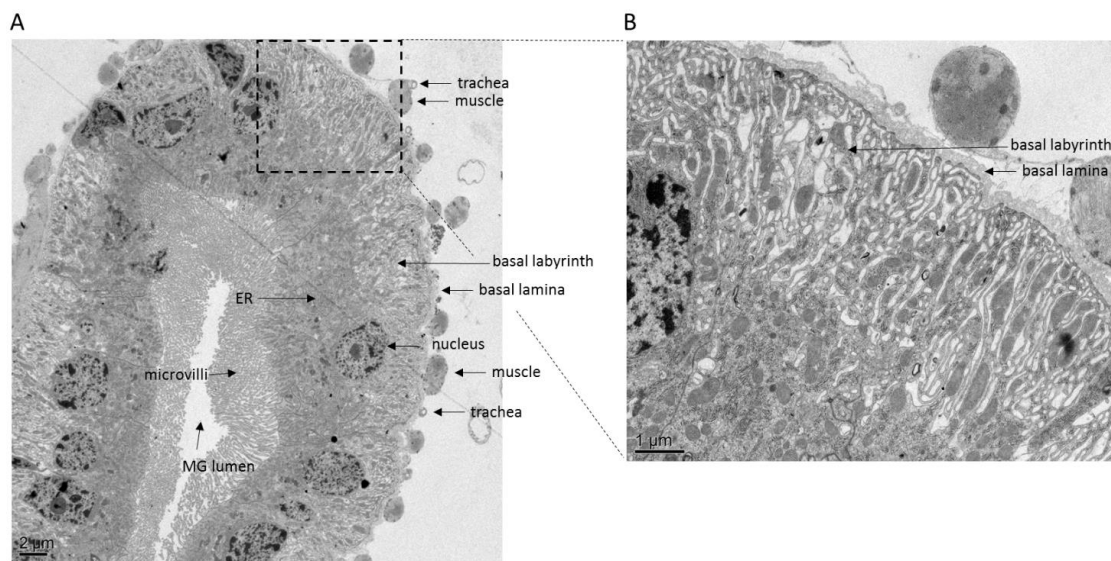 A
B
trachea
muscle
basal labyrinth
basal lamina
basal labyrinth
basal lamina
ER
nucleus
microvilli
muscle
trachea
MG lumen
1 µm
2 µm